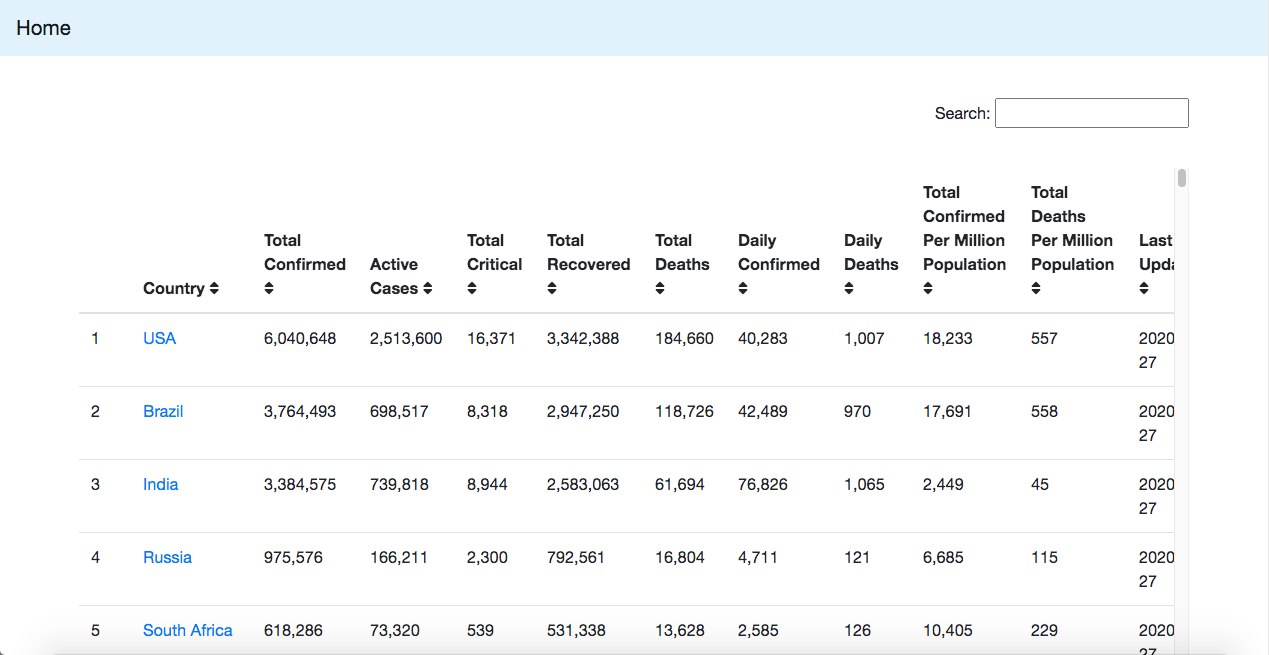 Home
Search:
Country
Total Confirmed
Active Cases
Total Critical
Total Recovered
Total Deaths
Daily Confirmed
Daily Deaths
Total Confirmed Per Million Population
Total Deaths Per Million Population
Last Upda
1 USA 6,040,648 2,513,600 16,371 3,342,388 184,660 40,283 1,007 18,233 557 2020
27
2 Brazil 3,764,493 698,517 8,318 2,947,250 118,726 42,489 970 17,691 558 2020
27
3 India 3,384,575 739,818 8,944 2,583,063 61,694 76,826 1,065 2,449 45 2020
27
4 Russia 975,576 166,211 2,300 792,561 16,804 4,711 121 6,685 115 2020
27
5 South Africa 618,286 73,320 539 531,338 13,628 2,585 126 10,405 229 2020
27